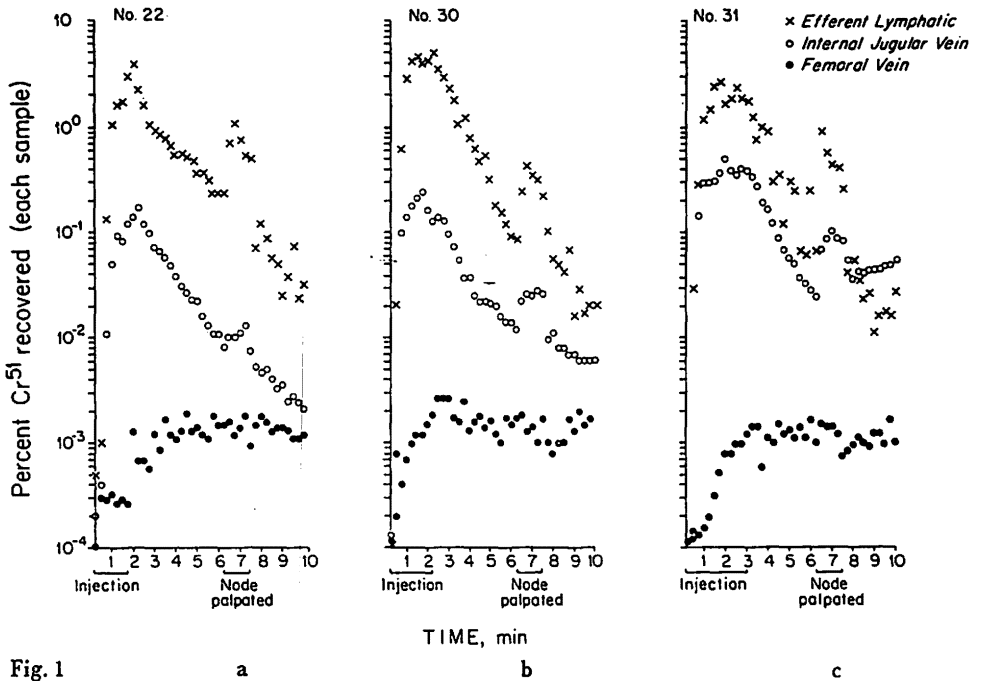 No. 22
No. 30
No. 31
× Efferent Lymphatic
○ Internal Jugular Vein
● Femoral Vein
Percent Cr⁵¹ recovered (each sample)
10
10⁰
10⁻¹
10⁻²
10⁻³
10⁻⁴
1 2 3 4 5 6 7 8 9 10
1 2 3 4 5 6 7 8 9 10
1 2 3 4 5 6 7 8 9 10
Injection
Node palpated
Injection
Node palpated
Injection
Node palpated
TIME, min
Fig. 1 a b c